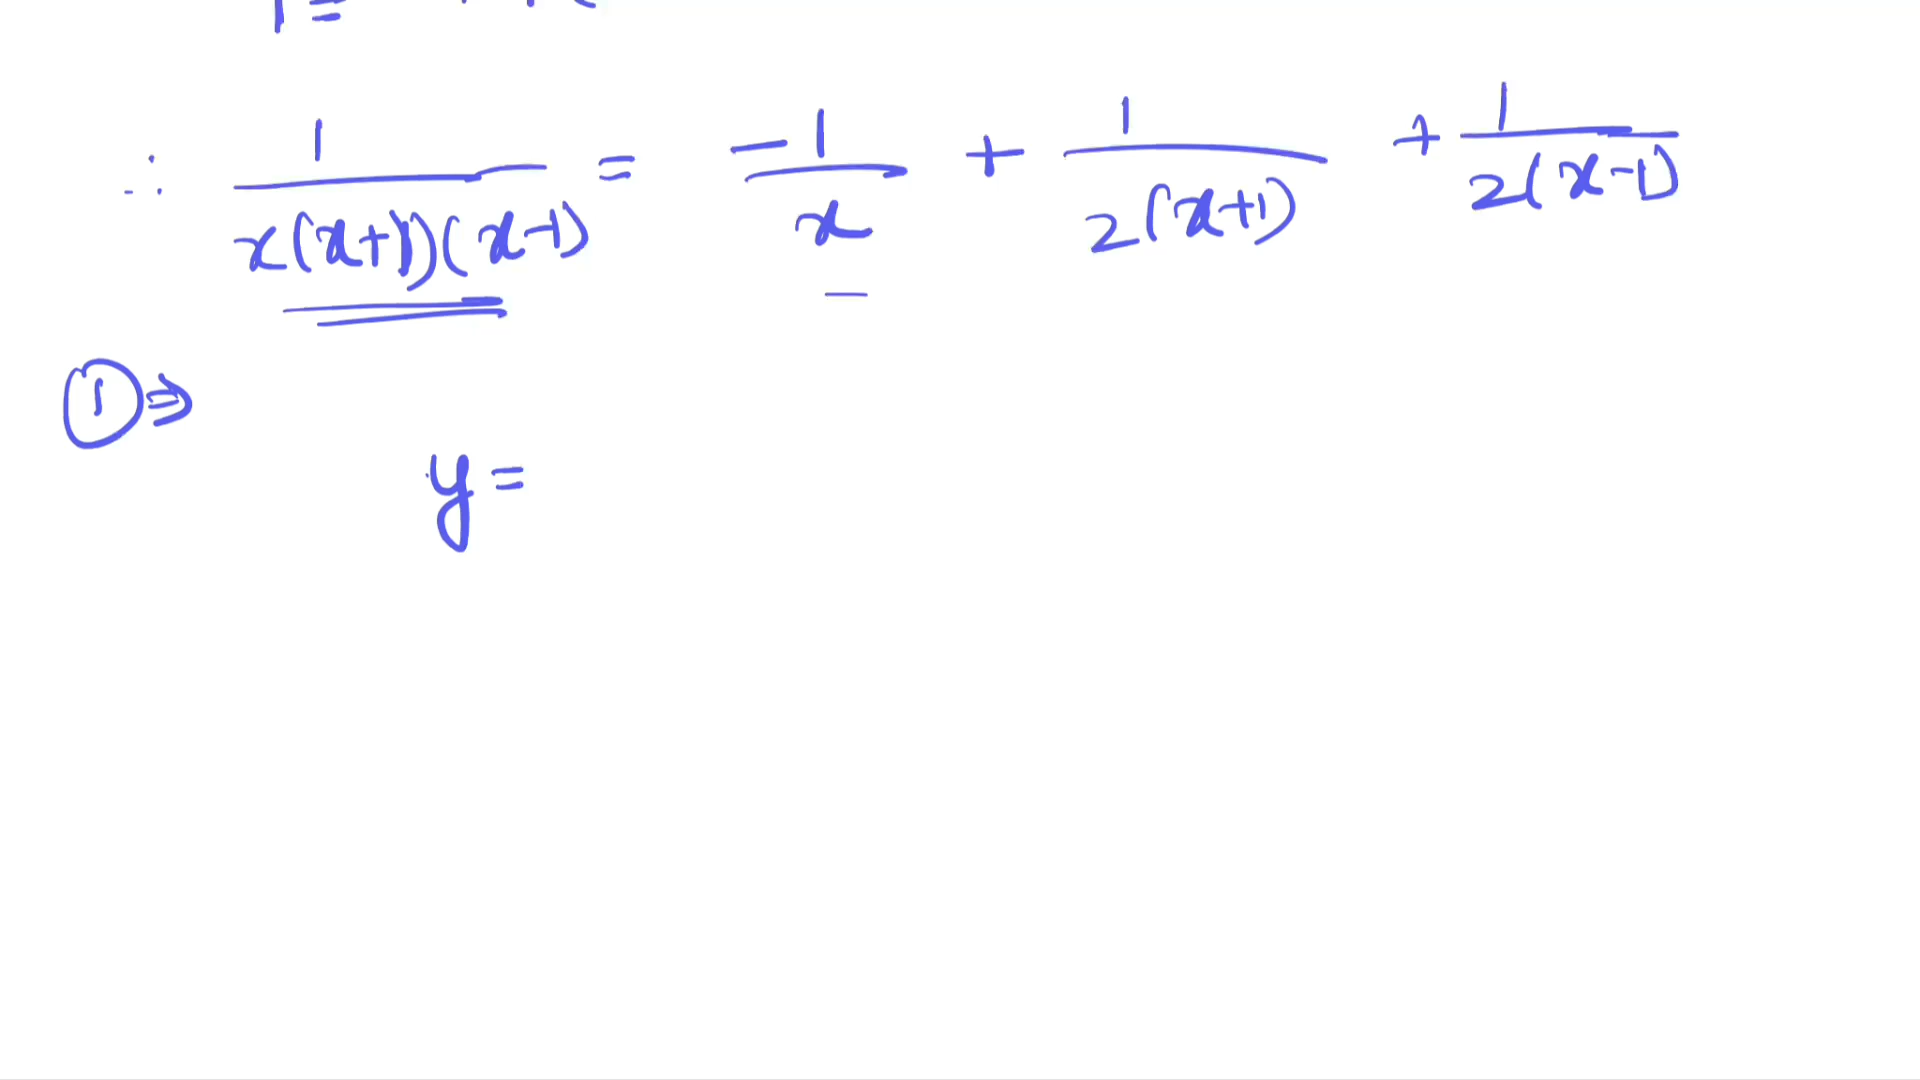 ∴ 1/(x(x+1)(x-1)) = -1/x + 1/(2(x+1)) + 1/(2(x-1))
① ⇒
y =